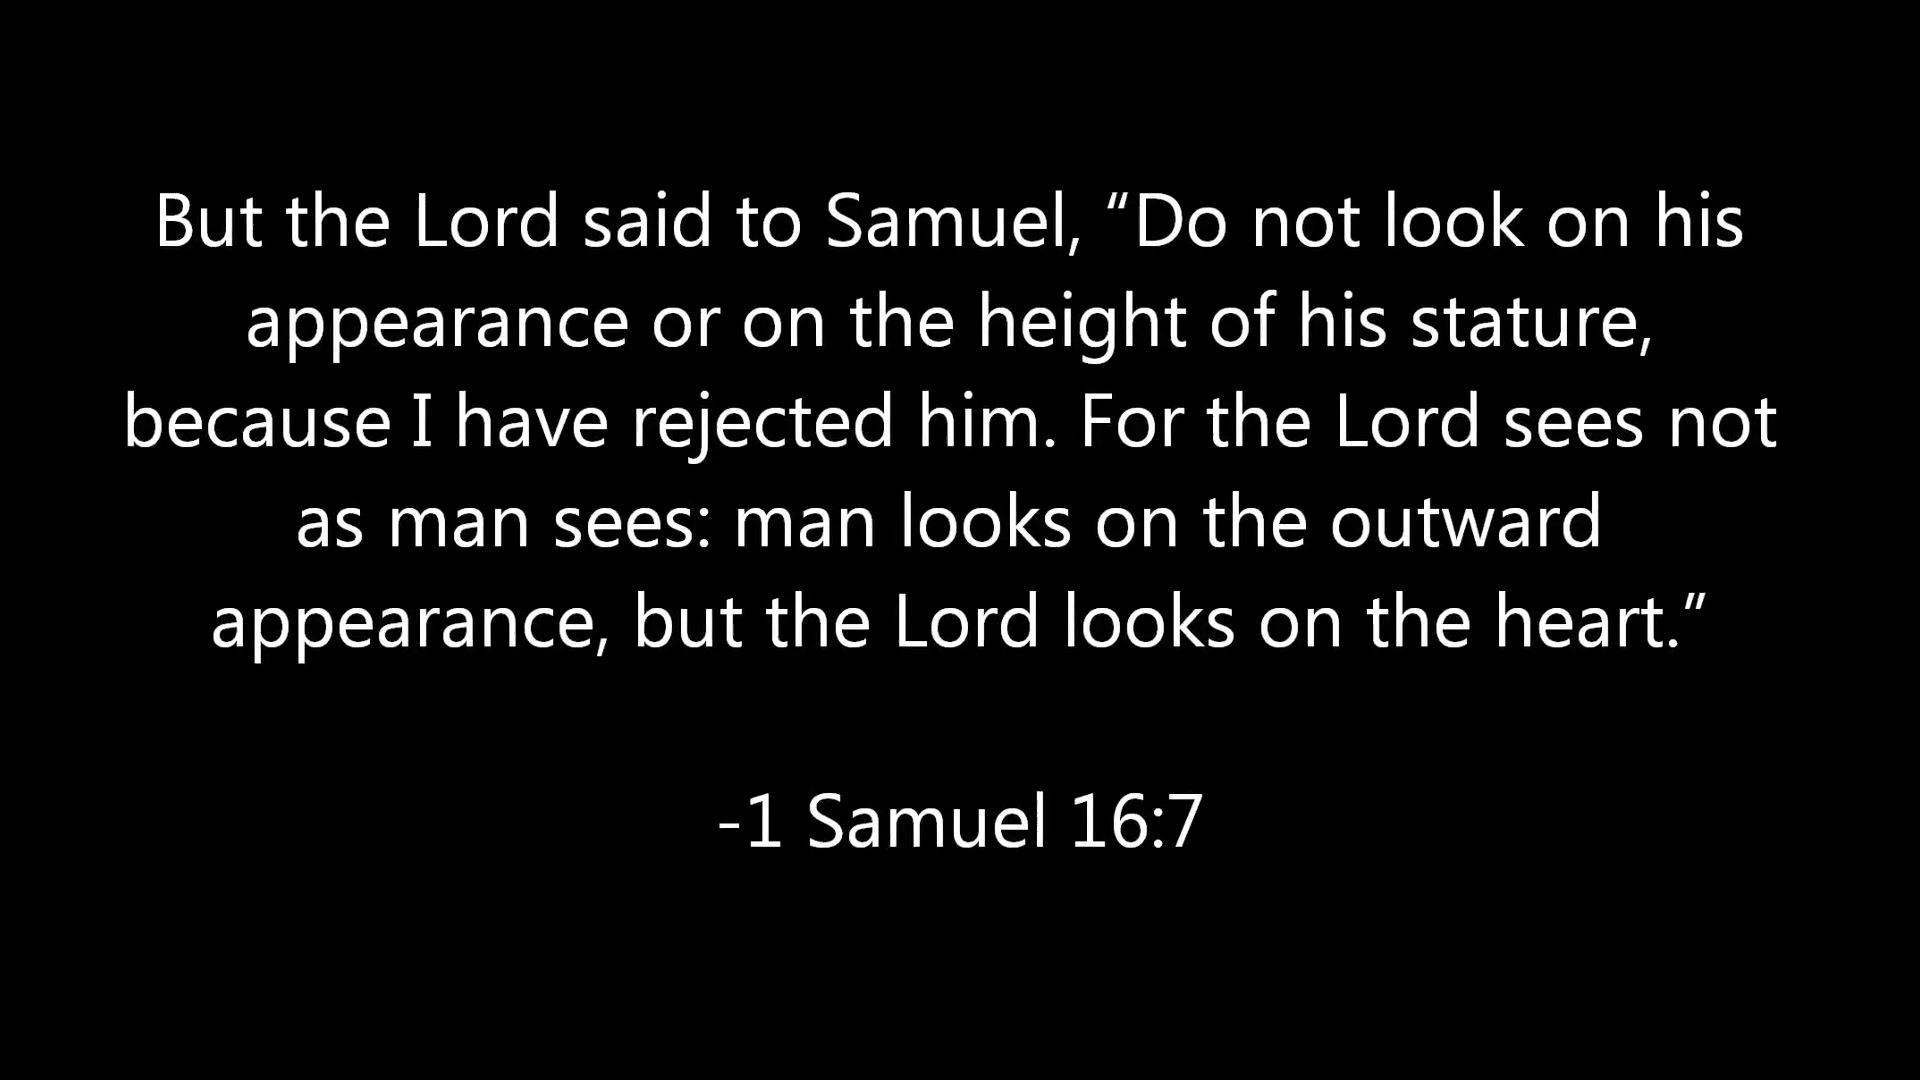 But the Lord said to Samuel, “Do not look on his
appearance or on the height of his stature,
because I have rejected him. For the Lord sees not
as man sees: man looks on the outward
appearance, but the Lord looks on the heart.”
-1 Samuel 16:7